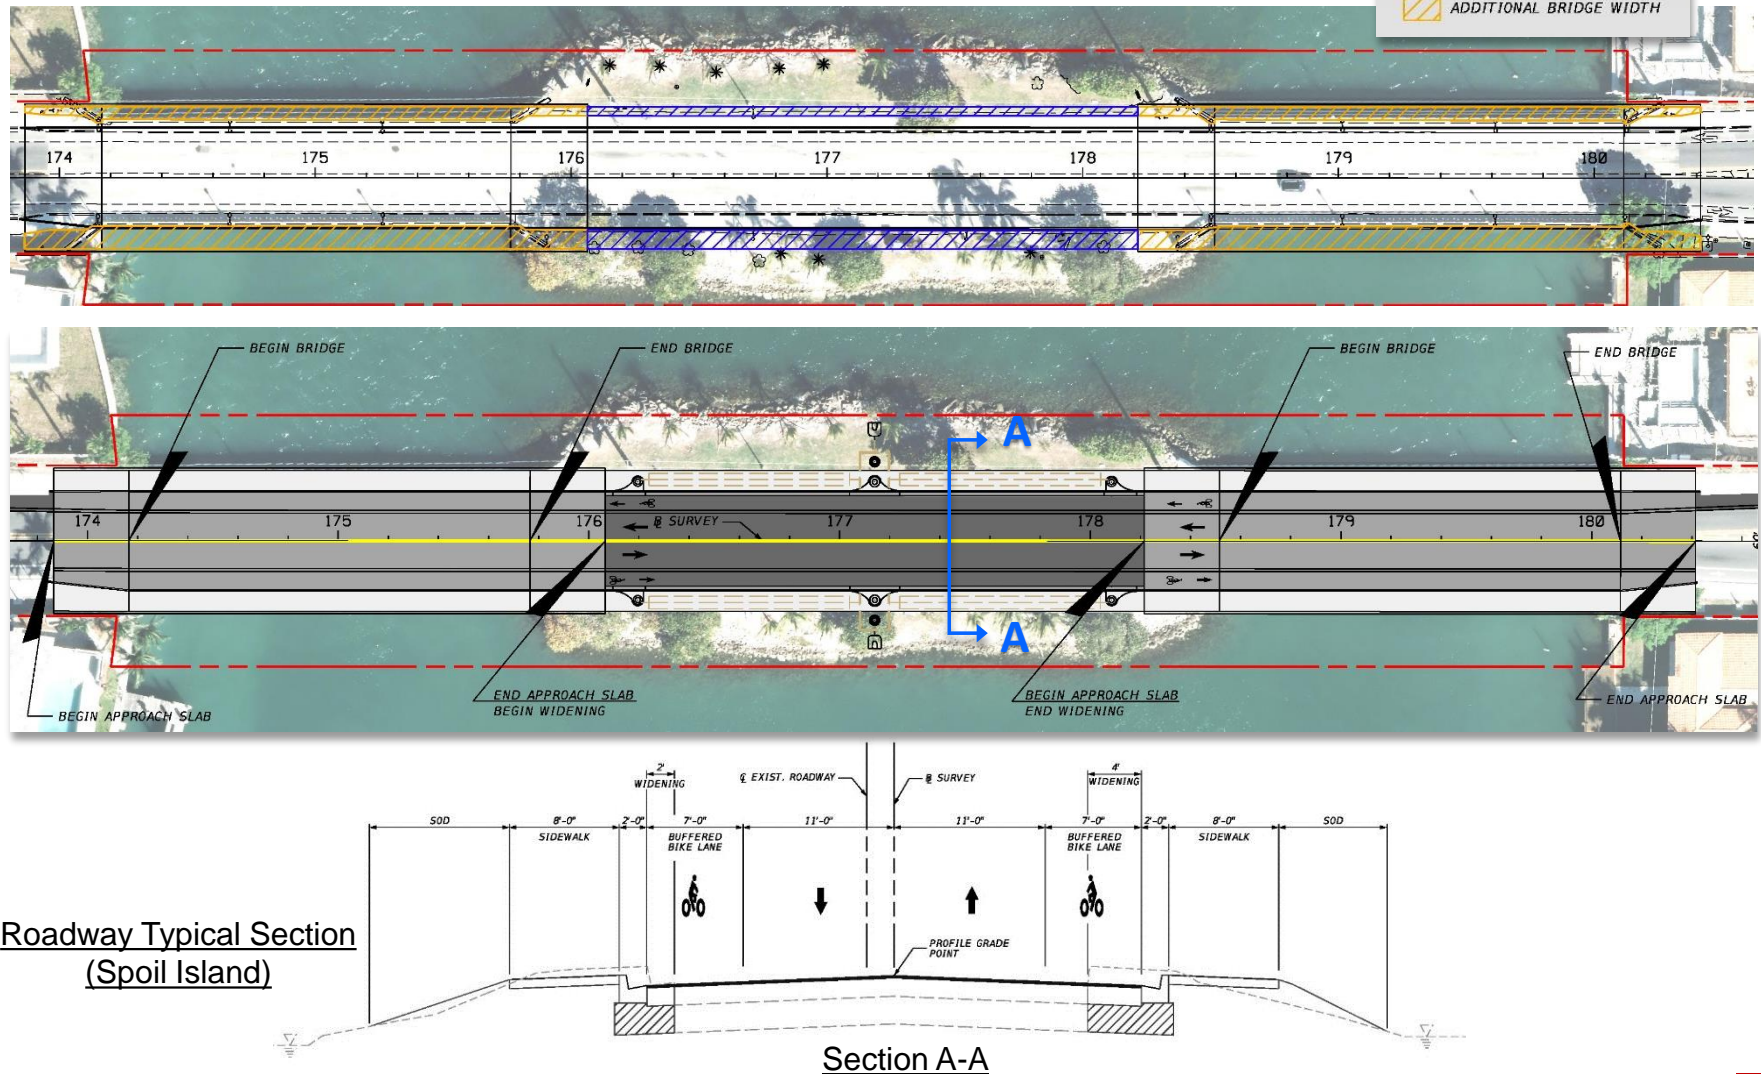 ADDITIONAL BRIDGE WIDTH
174 175 176 177 178 179 180
BEGIN BRIDGE
END BRIDGE
BEGIN BRIDGE
END BRIDGE
A
174 175 176 177 178 179 180
℄ SURVEY
A
END APPROACH SLAB
BEGIN WIDENING
BEGIN APPROACH SLAB
END WIDENING
END APPROACH SLAB
BEGIN APPROACH SLAB
2'
WIDENING
℄ EXIST. ROADWAY
℄ SURVEY
4'
WIDENING
SOD 8'-0" 2'-0" 7'-0" 11'-0" 11'-0" 7'-0" 2'-0" 8'-0" SOD
SIDEWALK BUFFERED BUFFERED SIDEWALK
BIKE LANE BIKE LANE
PROFILE GRADE
POINT
Roadway Typical Section
(Spoil Island)
Section A-A